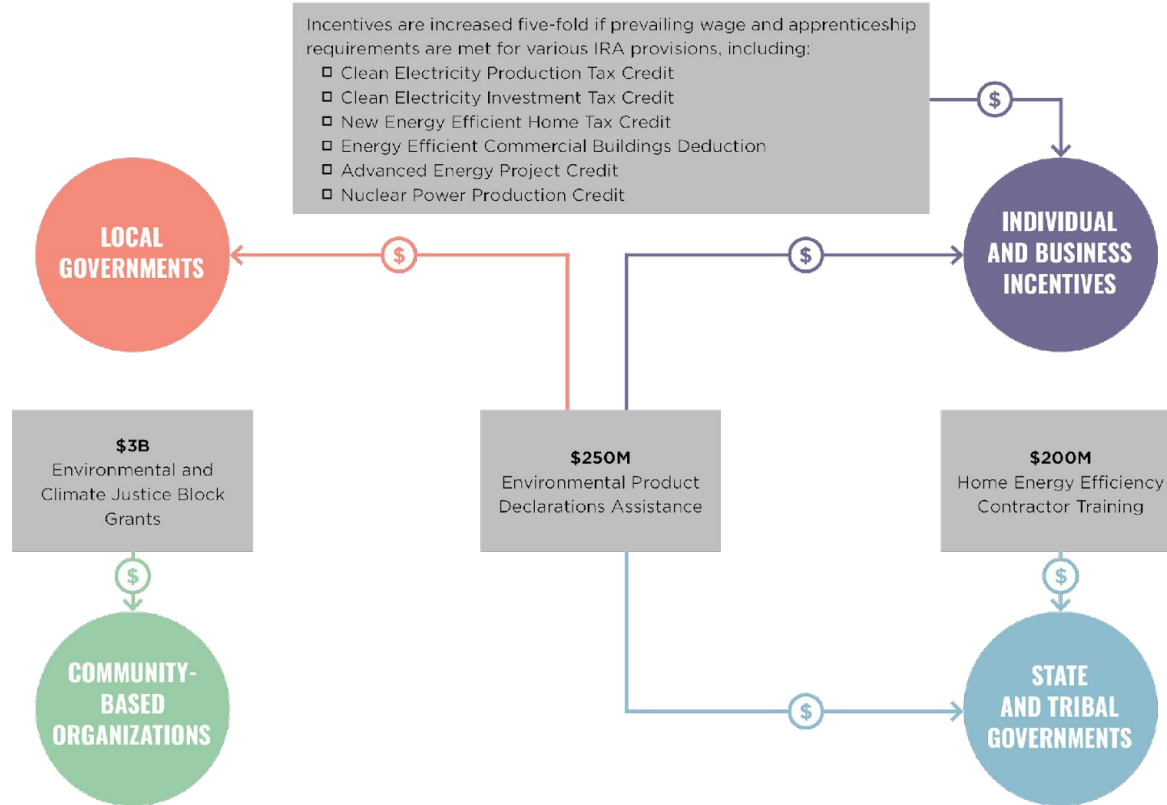 Incentives are increased five-fold if prevailing wage and apprenticeship
requirements are met for various IRA provisions, including:
Clean Electricity Production Tax Credit
Clean Electricity Investment Tax Credit
New Energy Efficient Home Tax Credit
Energy Efficient Commercial Buildings Deduction
Advanced Energy Project Credit
Nuclear Power Production Credit
$
LOCAL
GOVERNMENTS
$
$
INDIVIDUAL
AND BUSINESS
INCENTIVES
$3B
Environmental and
Climate Justice Block
Grants
$250M
Environmental Product
Declarations Assistance
$200M
Home Energy Efficiency
Contractor Training
$
$
COMMUNITY-
BASED
ORGANIZATIONS
$
STATE
AND TRIBAL
GOVERNMENTS